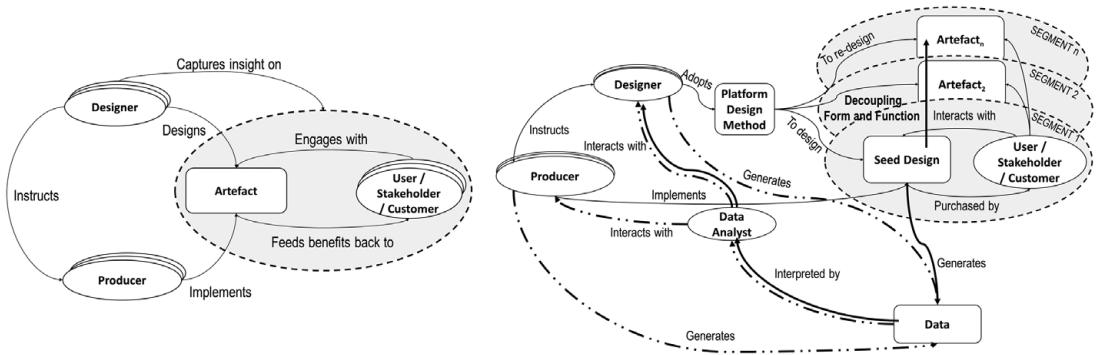 Captures insight on
Designer
Designs
Engages with
Instructs
Artefact
User /
Stakeholder
/ Customer
Feeds benefits back to
Producer
Implements
Artefactₙ
SEGMENT n
To re-design
Designer
Adopts
Platform
Design
Method
Artefact₂
SEGMENT 2
Decoupling
Form and Function
Interacts with
SEGMENT 1
To design
Instructs
Interacts with
Seed Design
User /
Stakeholder
/ Customer
Producer
Generates
Implements
Purchased by
Interacts with
Data
Analyst
Generates
Interpreted by
Data
Generates